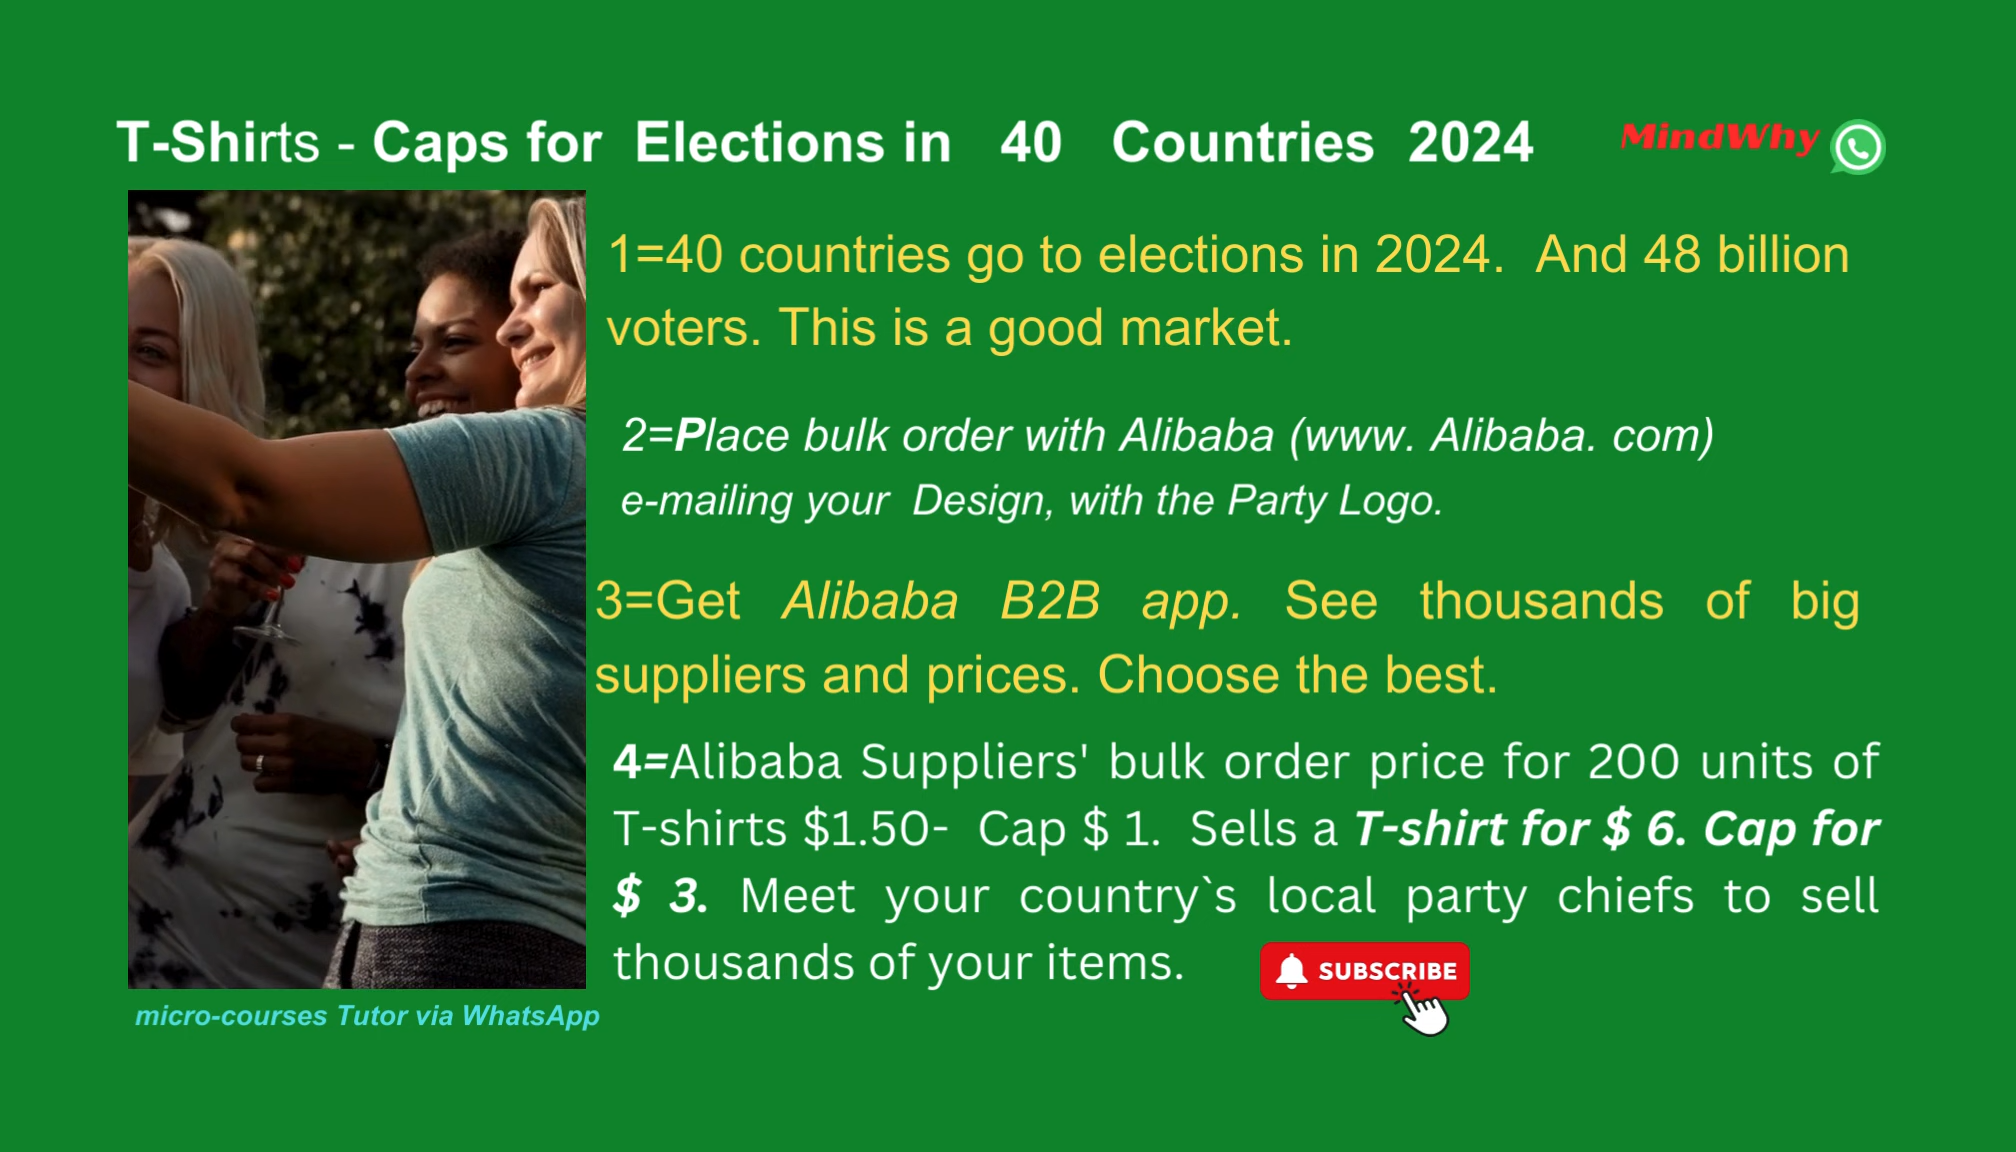 T-Shirts - Caps for Elections in 40 Countries 2024
MindWhy
1=40 countries go to elections in 2024. And 48 billion
voters. This is a good market.
2=Place bulk order with Alibaba (www. Alibaba. com)
e-mailing your Design, with the Party Logo.
3=Get Alibaba B2B app. See thousands of big
suppliers and prices. Choose the best.
4=Alibaba Suppliers' bulk order price for 200 units of
T-shirts $1.50- Cap $ 1. Sells a T-shirt for $ 6. Cap for
$ 3. Meet your country`s local party chiefs to sell
thousands of your items.
SUBSCRIBE
micro-courses Tutor via WhatsApp